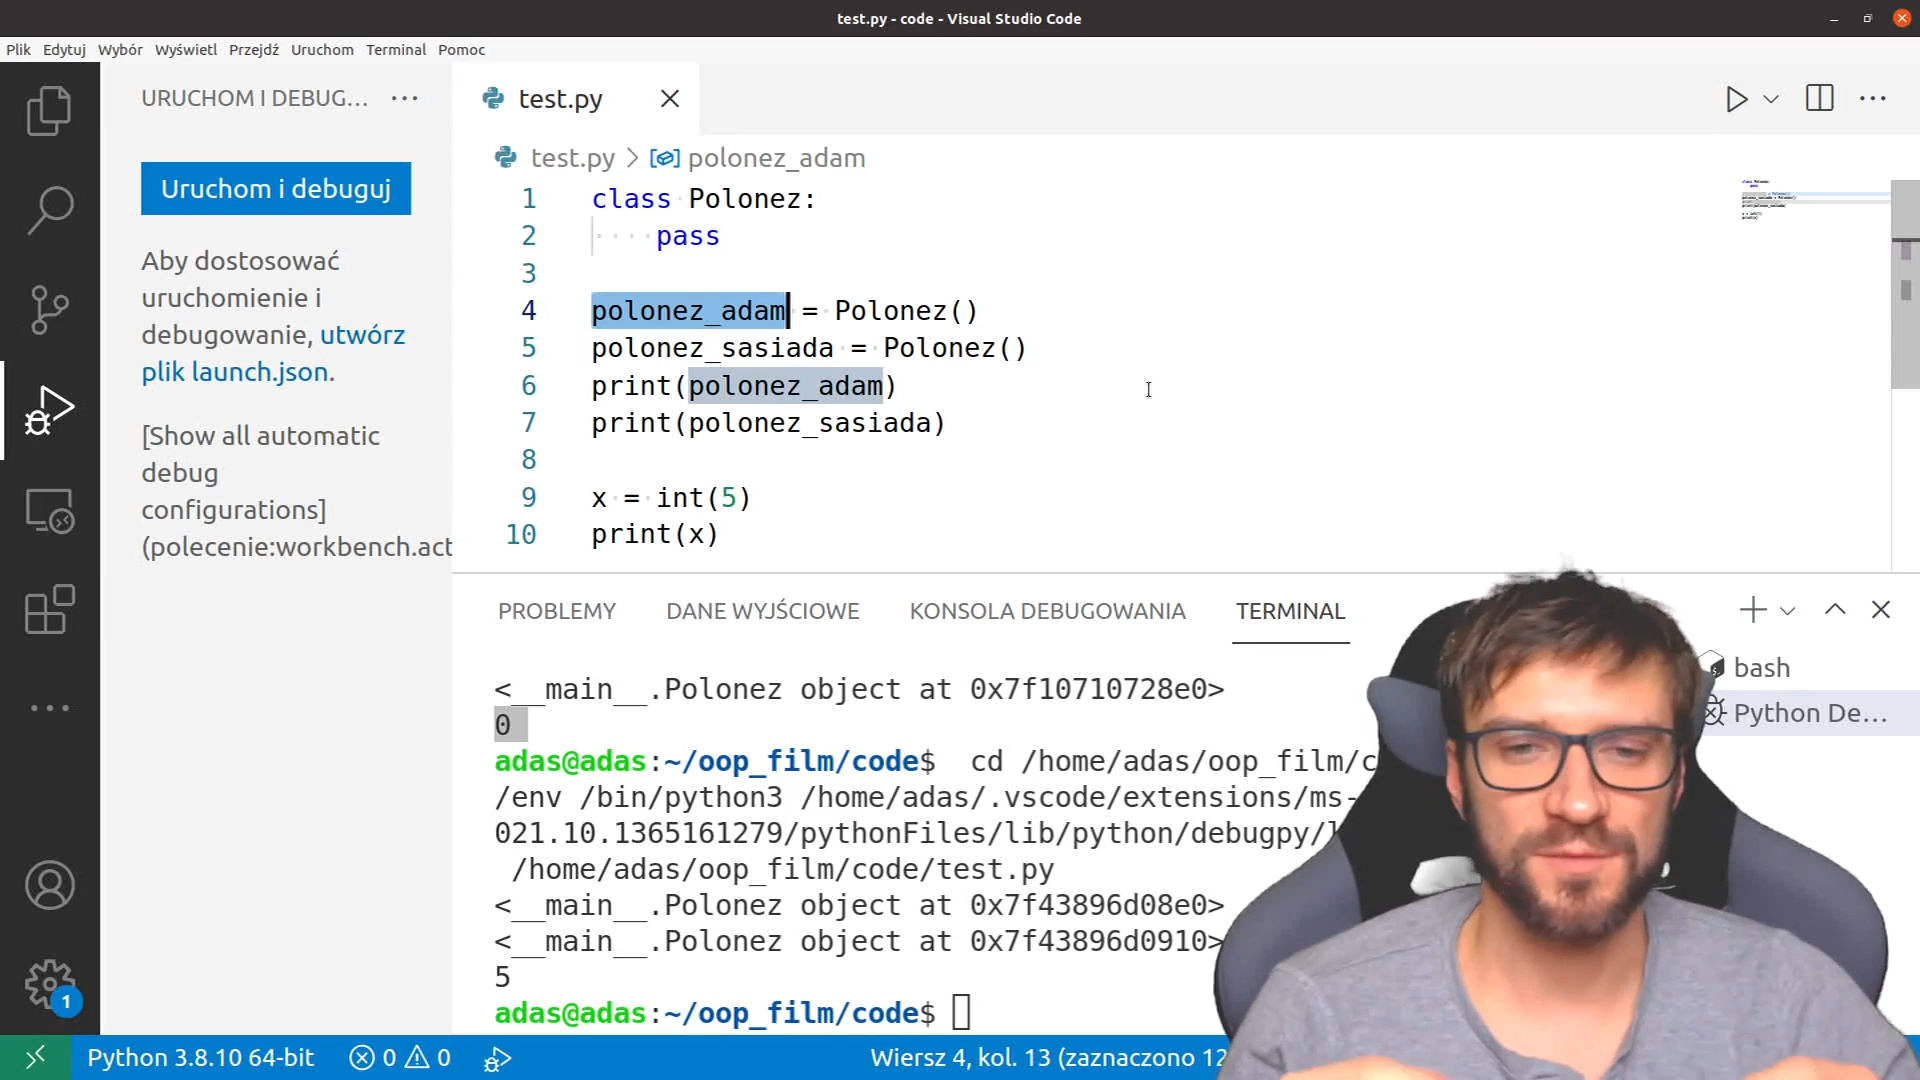 test.py - code - Visual Studio Code
Plik Edytuj Wybór Wyświetl Przejdź Uruchom Terminal Pomoc
URUCHOM I DEBUG...
test.py
Uruchom i debuguj
Aby dostosować
uruchomienie i
debugowanie, utwórz
plik launch.json.
[Show all automatic
debug
configurations]
(polecenie:workbench.act
test.py > polonez_adam
1 class Polonez:
2 pass
3
4 polonez_adam = Polonez()
5 polonez_sasiada = Polonez()
6 print(polonez_adam)
7 print(polonez_sasiada)
8
9 x = int(5)
10 print(x)
PROBLEMY DANE WYJŚCIOWE KONSOLA DEBUGOWANIA TERMINAL
bash
Python De...
<__main__.Polonez object at 0x7f10710728e0>
0
adas@adas:~/oop_film/code$ cd /home/adas/oop_film/c
/env /bin/python3 /home/adas/.vscode/extensions/ms-
021.10.1365161279/pythonFiles/lib/python/debugpy/l
/home/adas/oop_film/code/test.py
<__main__.Polonez object at 0x7f43896d08e0>
<__main__.Polonez object at 0x7f43896d0910>
5
adas@adas:~/oop_film/code$
1
Python 3.8.10 64-bit 0 0 Wiersz 4, kol. 13 (zaznaczono 12